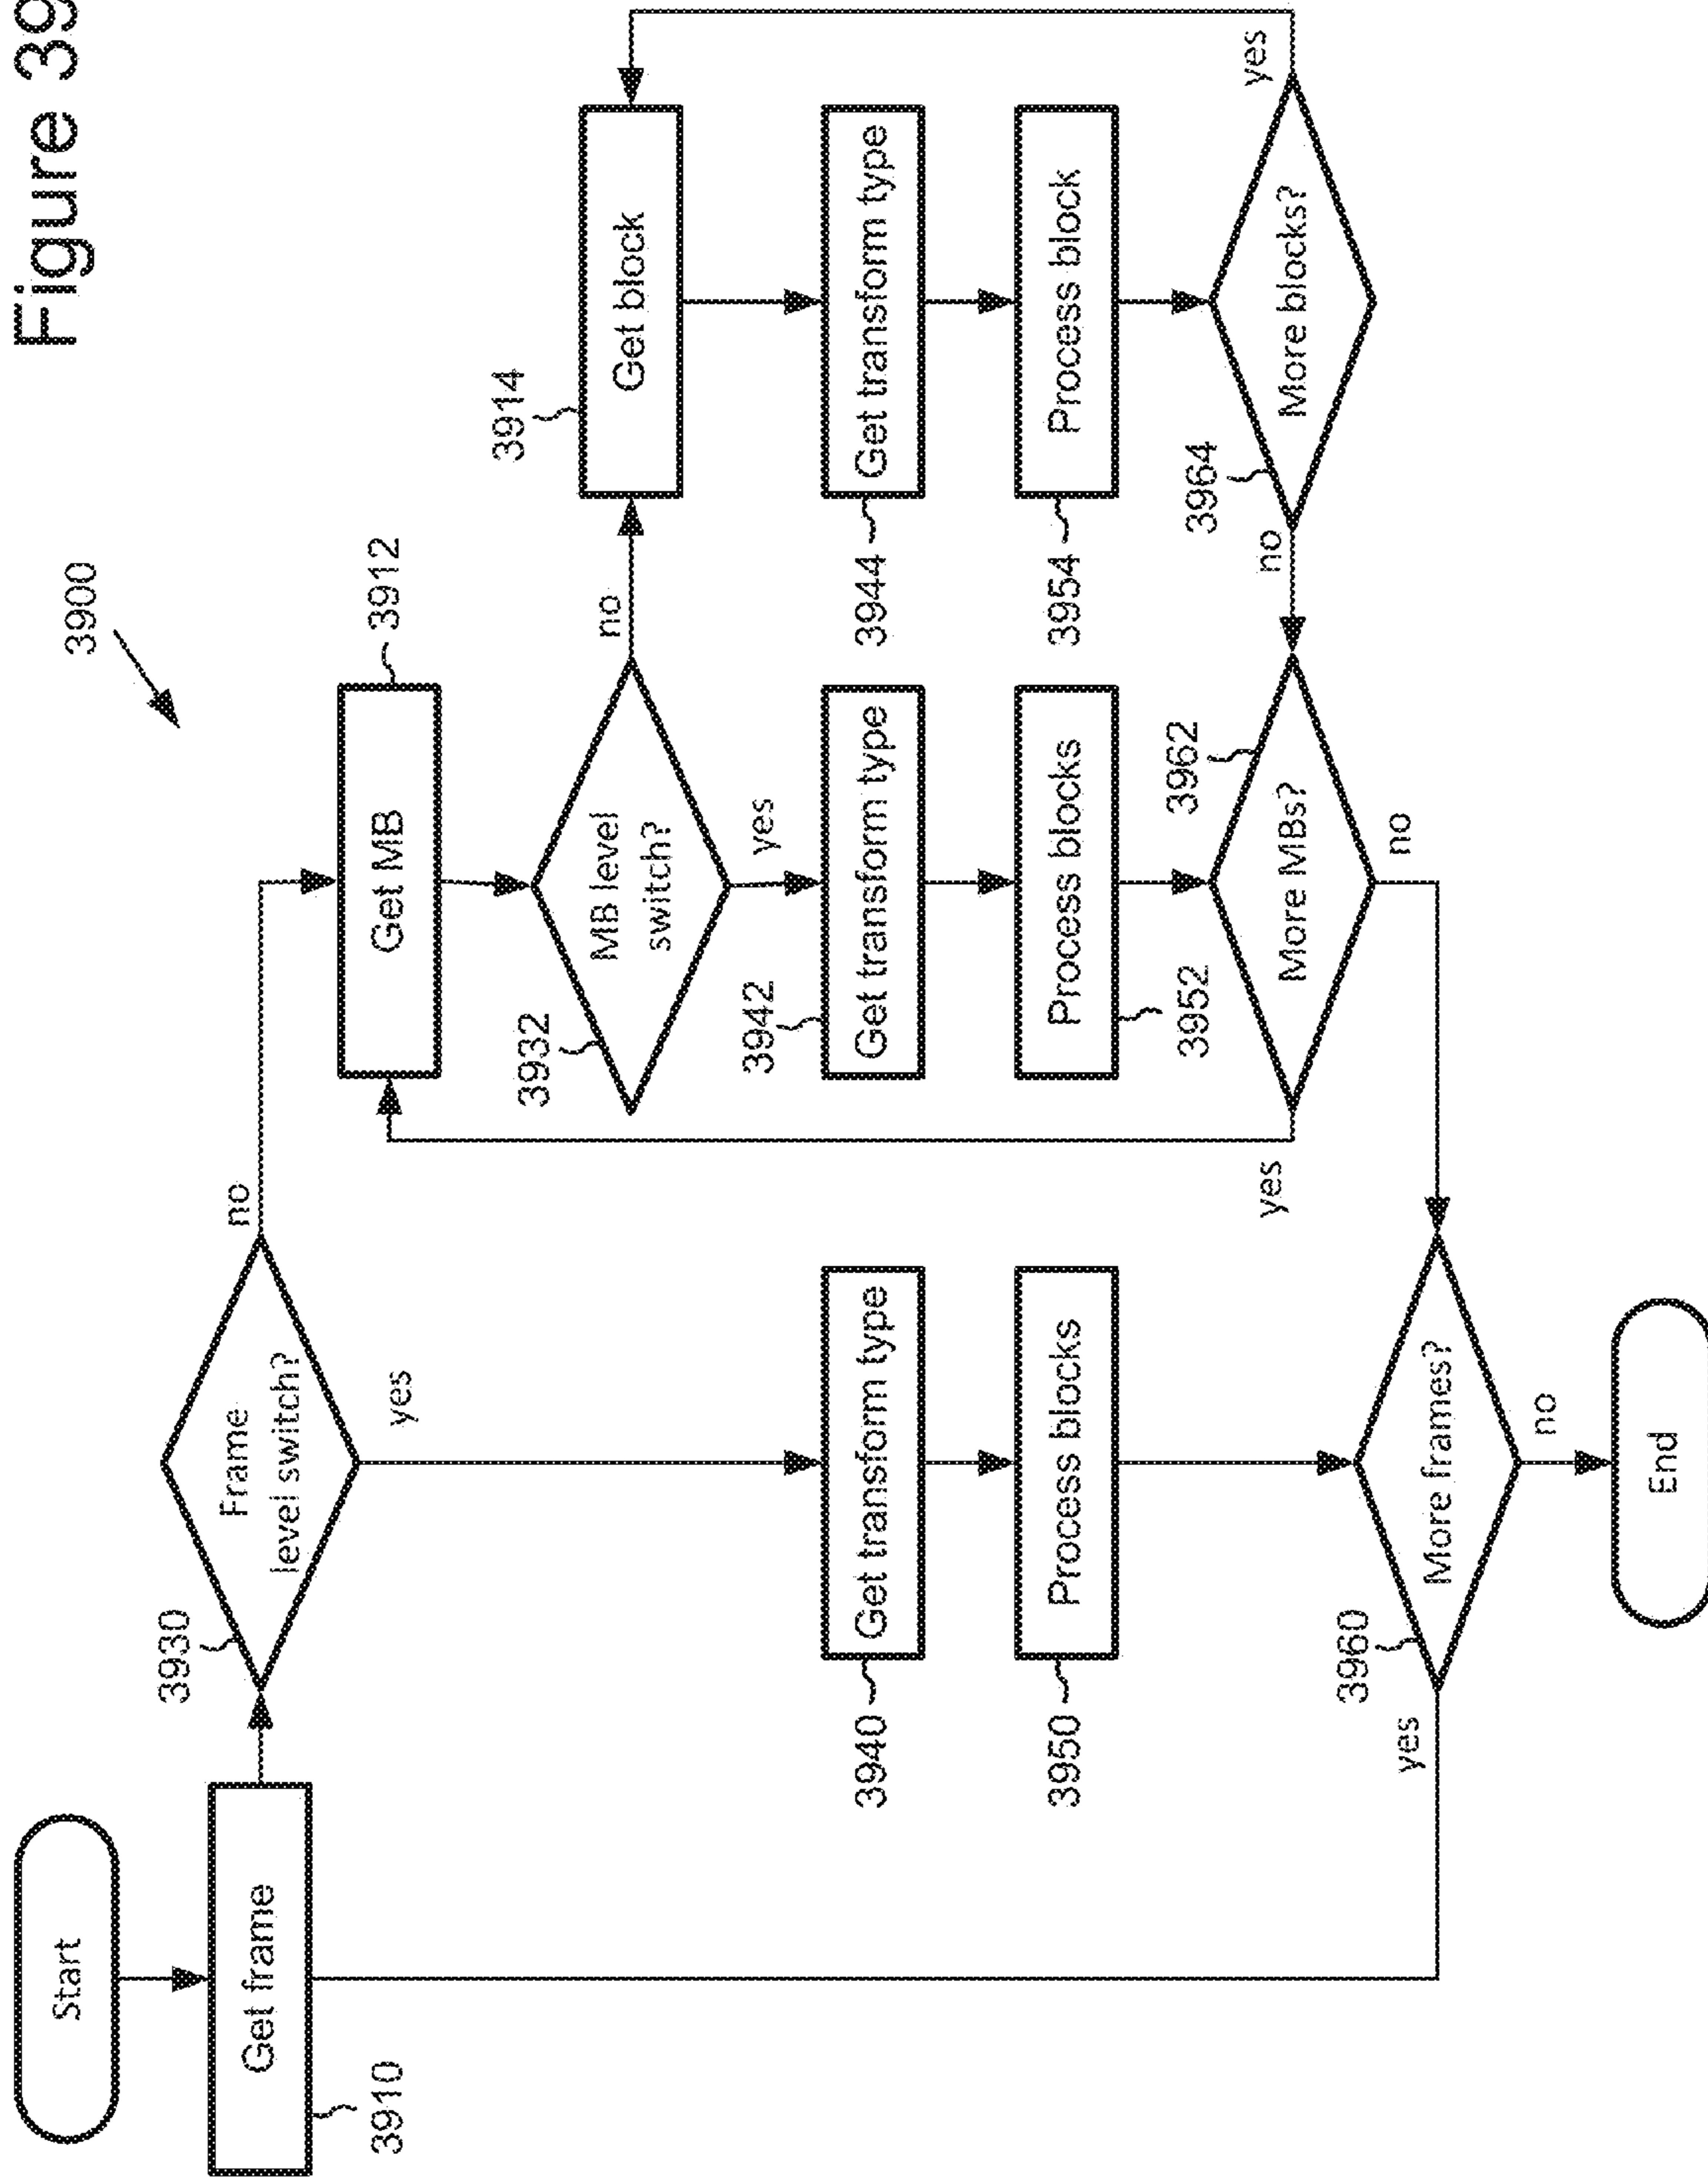 Figure 39
3900
Start
Get frame
3910
3930
Frame
level switch?
no
yes
Get MB
3912
3932
MB level
switch?
no
yes
3914
Get block
3940
Get transform type
3942
Get transform type
3944
Get transform type
3950
Process blocks
Process blocks
3952
3954
Process block
3964
More blocks?
yes
no
3962
More MBs?
yes
no
3960
More frames?
yes
no
End